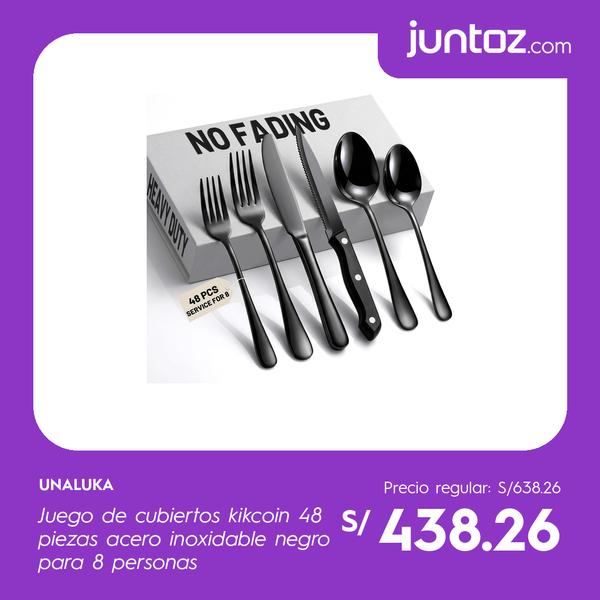 juntoz.com
NO FADING
HEAVY DUTY
48 PCS
SERVICE FOR 8
UNALUKA
Juego de cubiertos kikcoin 48
piezas acero inoxidable negro
para 8 personas
Precio regular: S/638.26
S/ 438.26